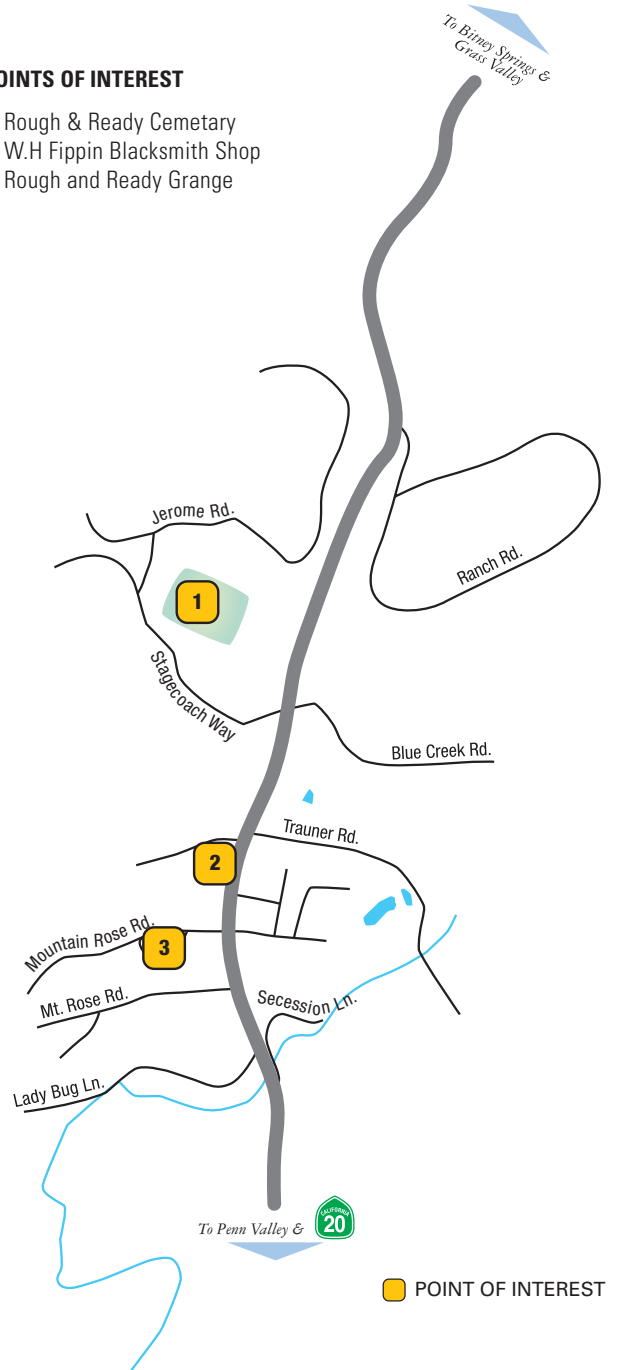 To Bitney Springs &
Grass Valley
OINTS OF INTEREST
Rough & Ready Cemetary
W.H Fippin Blacksmith Shop
Rough and Ready Grange
Jerome Rd.
Ranch Rd.
1
Stagecoach Way
Blue Creek Rd.
Trauner Rd.
2
Mountain Rose Rd.
3
Mt. Rose Rd.
Secession Ln.
Lady Bug Ln.
To Penn Valley &
CALIFORNIA
20
POINT OF INTEREST